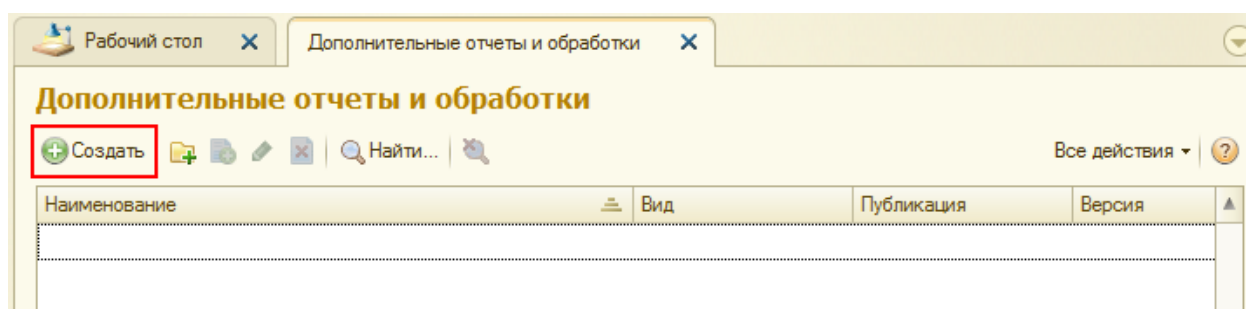 Рабочий стол Дополнительные отчеты и обработки
Дополнительные отчеты и обработки
Создать Найти... Все действия ?
Наименование Вид Публикация Версия